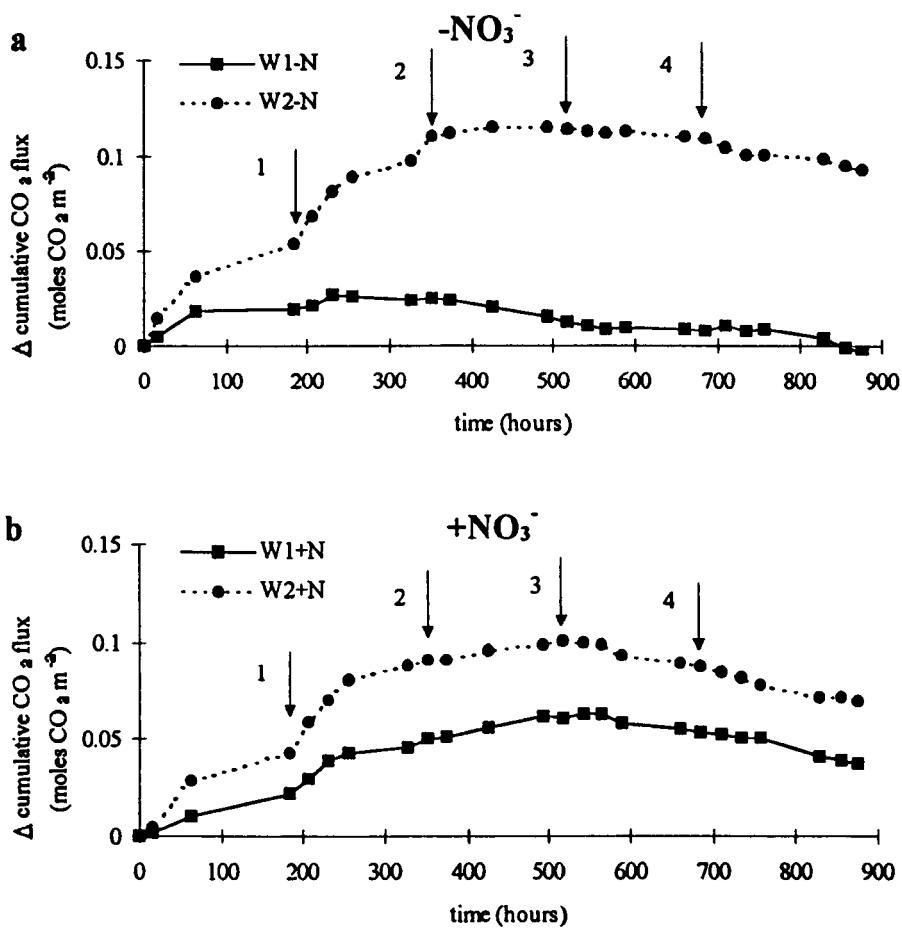 a
-NO₃⁻
W1-N
W2-N
1
2
3
4
0.15
0.1
0.05
0
Δ cumulative CO₂ flux
(moles CO₂ m⁻²)
0 100 200 300 400 500 600 700 800 900
time (hours)
b
+NO₃⁻
W1+N
W2+N
1
2
3
4
0.15
0.1
0.05
0
Δ cumulative CO₂ flux
(moles CO₂ m⁻²)
0 100 200 300 400 500 600 700 800 900
time (hours)